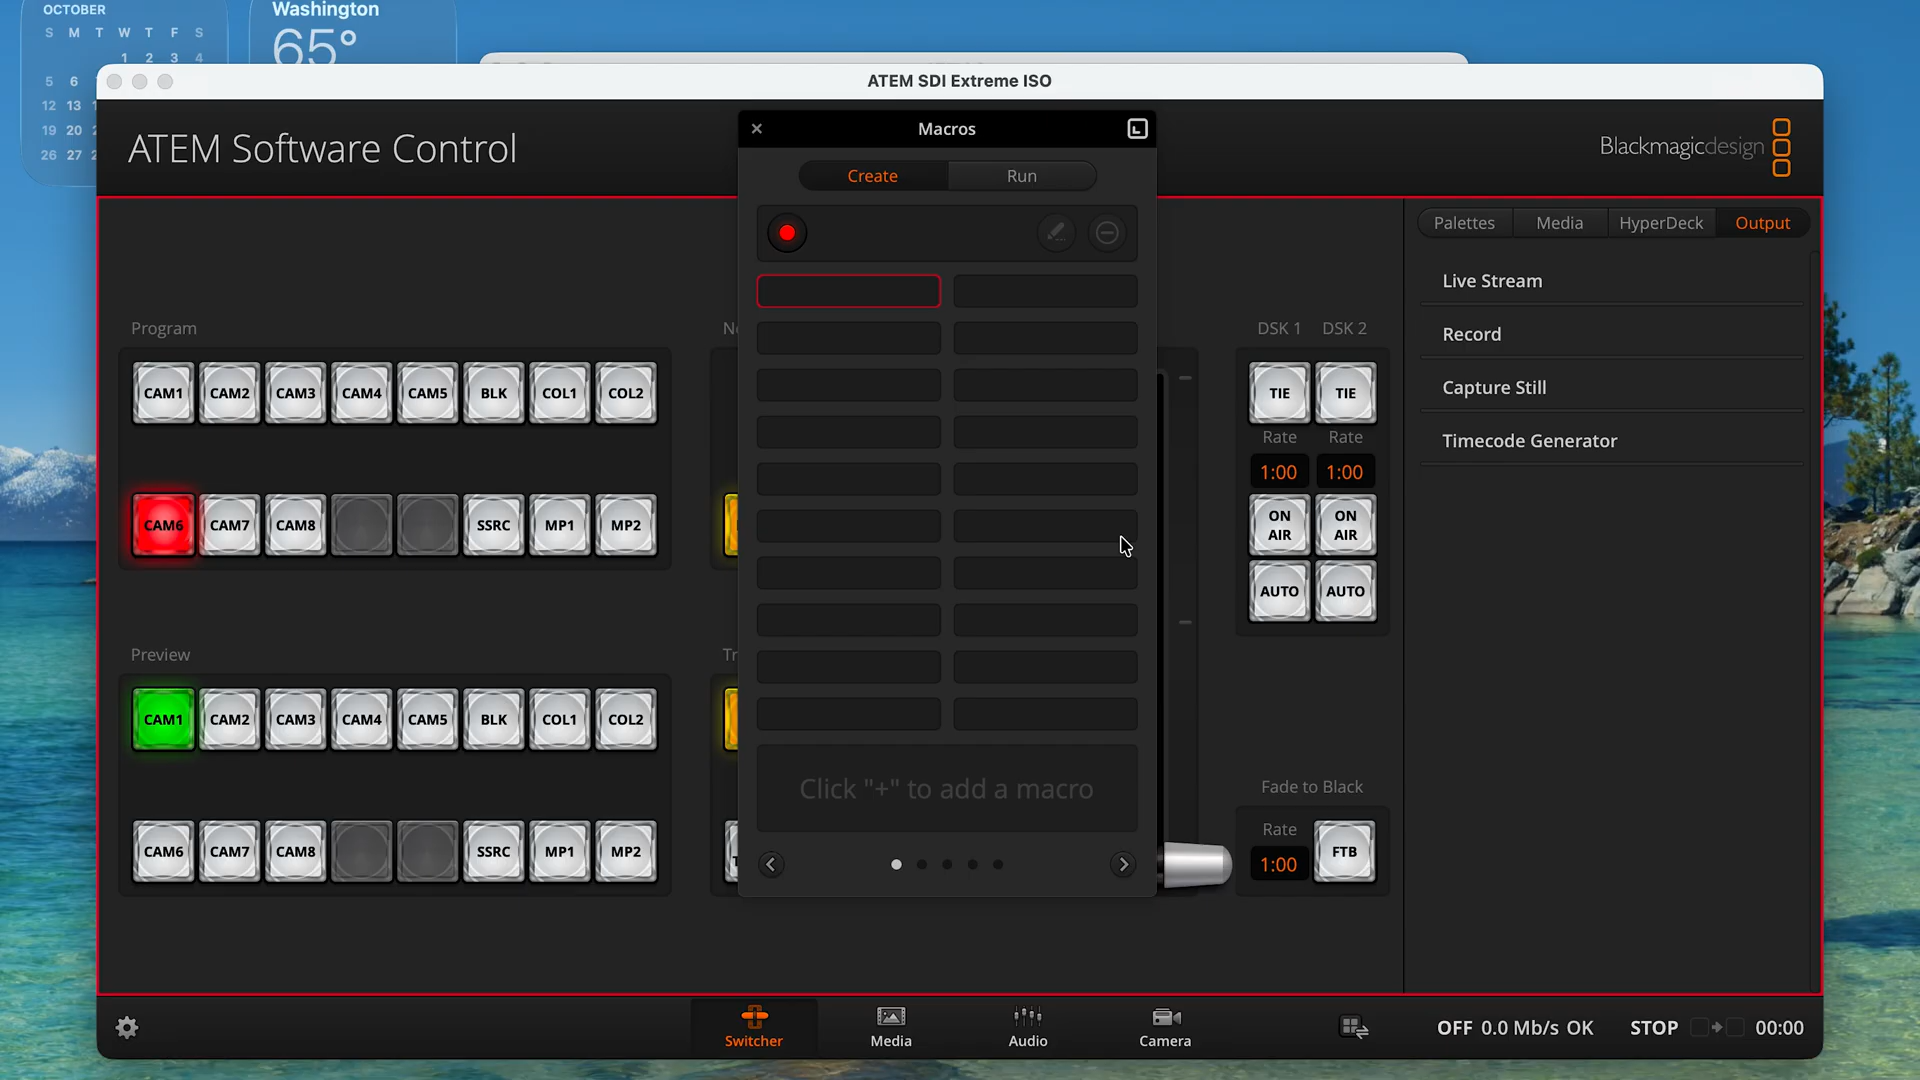 OCTOBER
S M T W T F S
1 2 3 4
5 6
12 13 1
19 20 2
26 27 2
Washington
65°
ATEM SDI Extreme ISO
ATEM Software Control
Blackmagicdesign
Macros
Create Run
Click "+" to add a macro
Program
CAM1 CAM2 CAM3 CAM4 CAM5 BLK COL1 COL2
CAM6 CAM7 CAM8 SSRC MP1 MP2
Preview
CAM1 CAM2 CAM3 CAM4 CAM5 BLK COL1 COL2
CAM6 CAM7 CAM8 SSRC MP1 MP2
DSK 1 DSK 2
TIE TIE
Rate Rate
1:00 1:00
ON AIR ON AIR
AUTO AUTO
Fade to Black
Rate
1:00
FTB
Palettes Media HyperDeck Output
Live Stream
Record
Capture Still
Timecode Generator
Switcher Media Audio Camera
OFF 0.0 Mb/s OK STOP 00:00